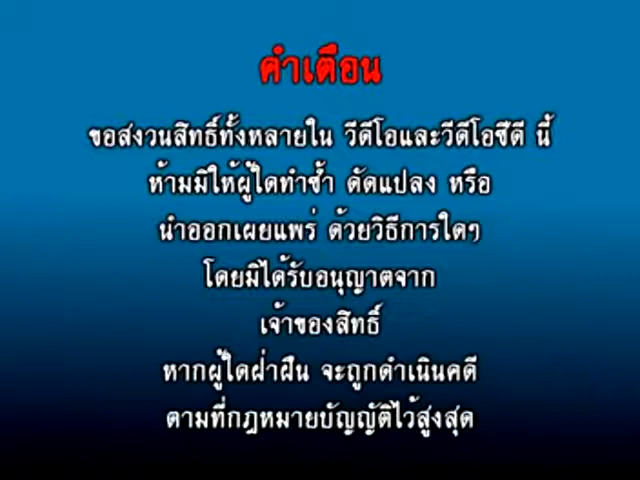 คำเตือน
ขอสงวนสิทธิ์ทั้งหลายใน วีดีโอและวีดีโอซีดี นี้
ห้ามมิให้ผู้ใดทำซ้ำ ดัดแปลง หรือ
นำออกเผยแพร่ ด้วยวิธีการใดๆ
โดยมิได้รับอนุญาตจาก
เจ้าของสิทธิ์
หากผู้ใดฝ่าฝืน จะถูกดำเนินคดี
ตามที่กฎหมายบัญญัติไว้สูงสุด